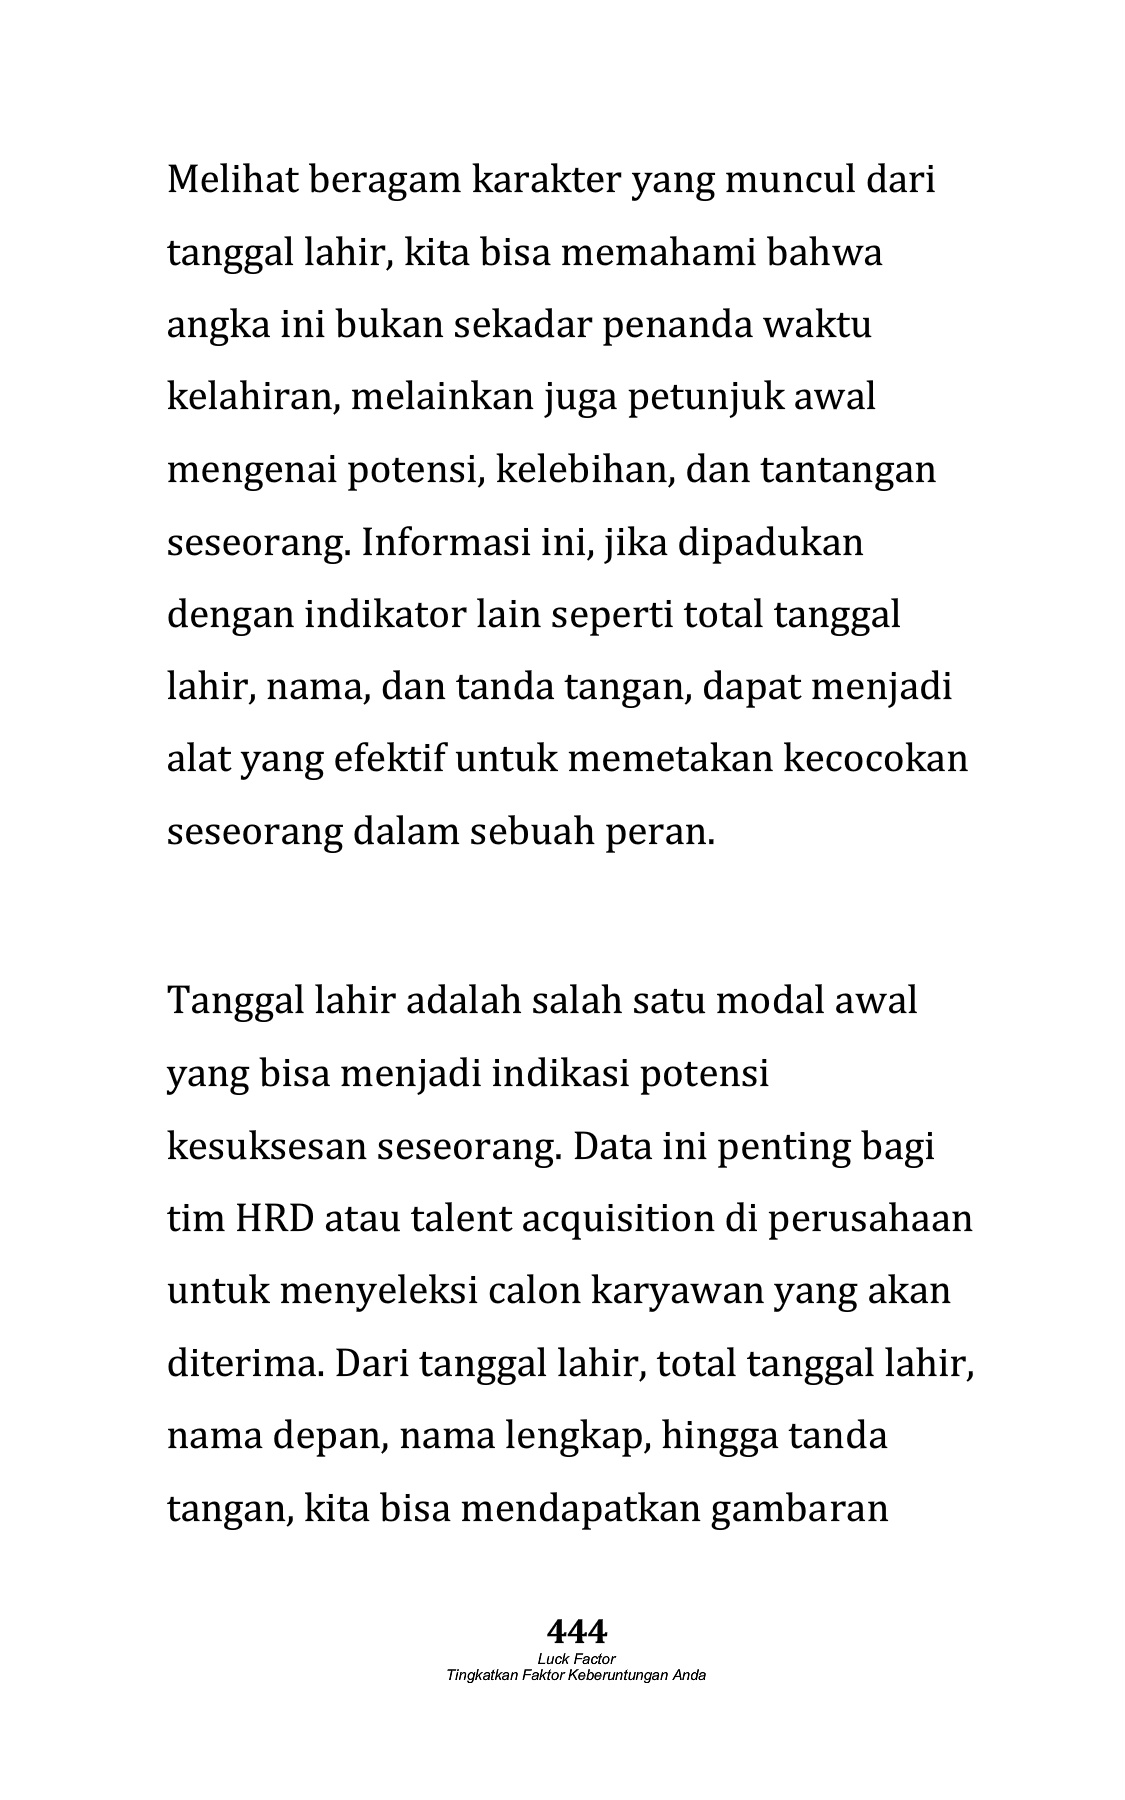 Melihat beragam karakter yang muncul dari
tanggal lahir, kita bisa memahami bahwa
angka ini bukan sekadar penanda waktu
kelahiran, melainkan juga petunjuk awal
mengenai potensi, kelebihan, dan tantangan
seseorang. Informasi ini, jika dipadukan
dengan indikator lain seperti total tanggal
lahir, nama, dan tanda tangan, dapat menjadi
alat yang efektif untuk memetakan kecocokan
seseorang dalam sebuah peran.
Tanggal lahir adalah salah satu modal awal
yang bisa menjadi indikasi potensi
kesuksesan seseorang. Data ini penting bagi
tim HRD atau talent acquisition di perusahaan
untuk menyeleksi calon karyawan yang akan
diterima. Dari tanggal lahir, total tanggal lahir,
nama depan, nama lengkap, hingga tanda
tangan, kita bisa mendapatkan gambaran
444
Luck Factor
Tingkatkan Faktor Keberuntungan Anda